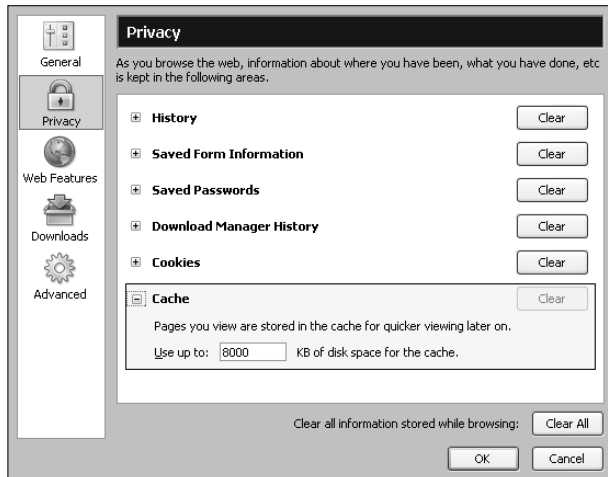 General
Privacy
Web Features
Downloads
Advanced
Privacy
As you browse the web, information about where you have been, what you have done, etc
is kept in the following areas.
History Clear
Saved Form Information Clear
Saved Passwords Clear
Download Manager History Clear
Cookies Clear
Cache Clear
Pages you view are stored in the cache for quicker viewing later on.
Use up to: 8000 KB of disk space for the cache.
Clear all information stored while browsing: Clear All
OK Cancel